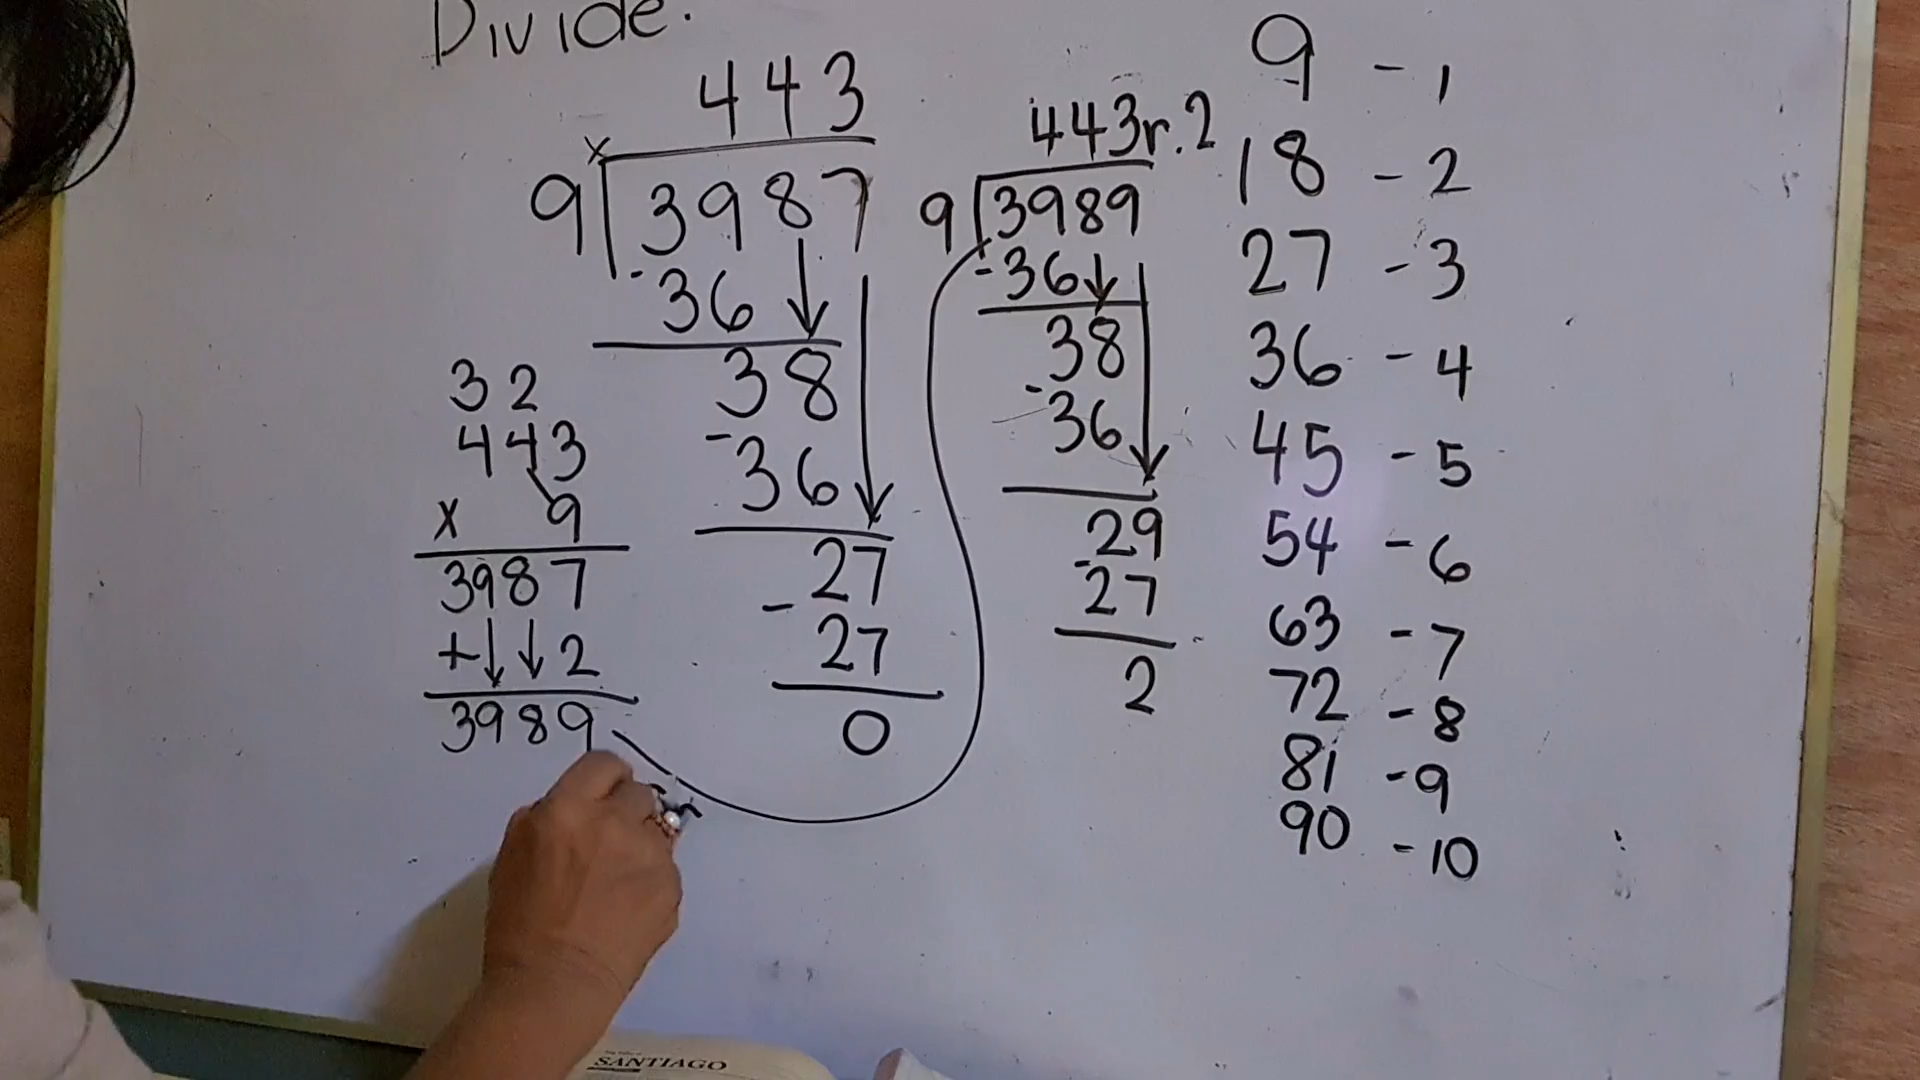 Divide.
443
x
9 3987
-36
38
-36
27
-27
0
32
443
x 9
3987
+ 2
3989
443r.2
9 3989
-36
38
-36
29
-27
2
9 - 1
18 - 2
27 - 3
36 - 4
45 - 5
54 - 6
63 - 7
72 - 8
81 - 9
90 - 10
SANTIAGO